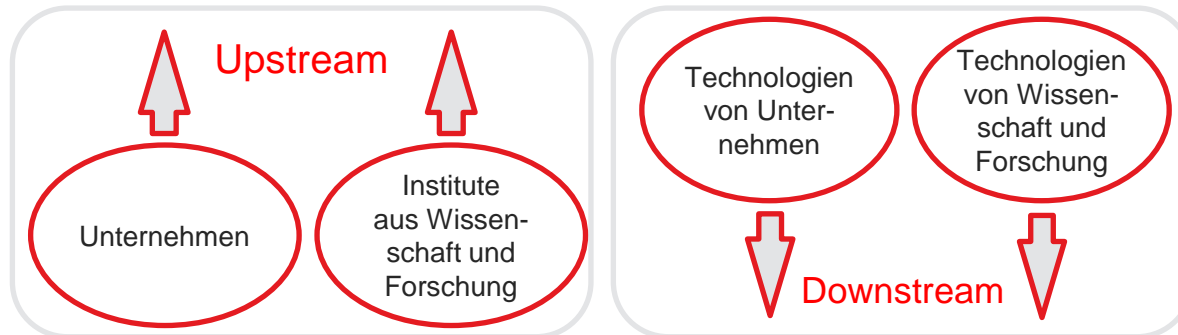 Upstream
Unternehmen
Institute
aus Wissen-
schaft und
Forschung
Technologien
von Unter-
nehmen
Technologien
von Wissen-
schaft und
Forschung
Downstream